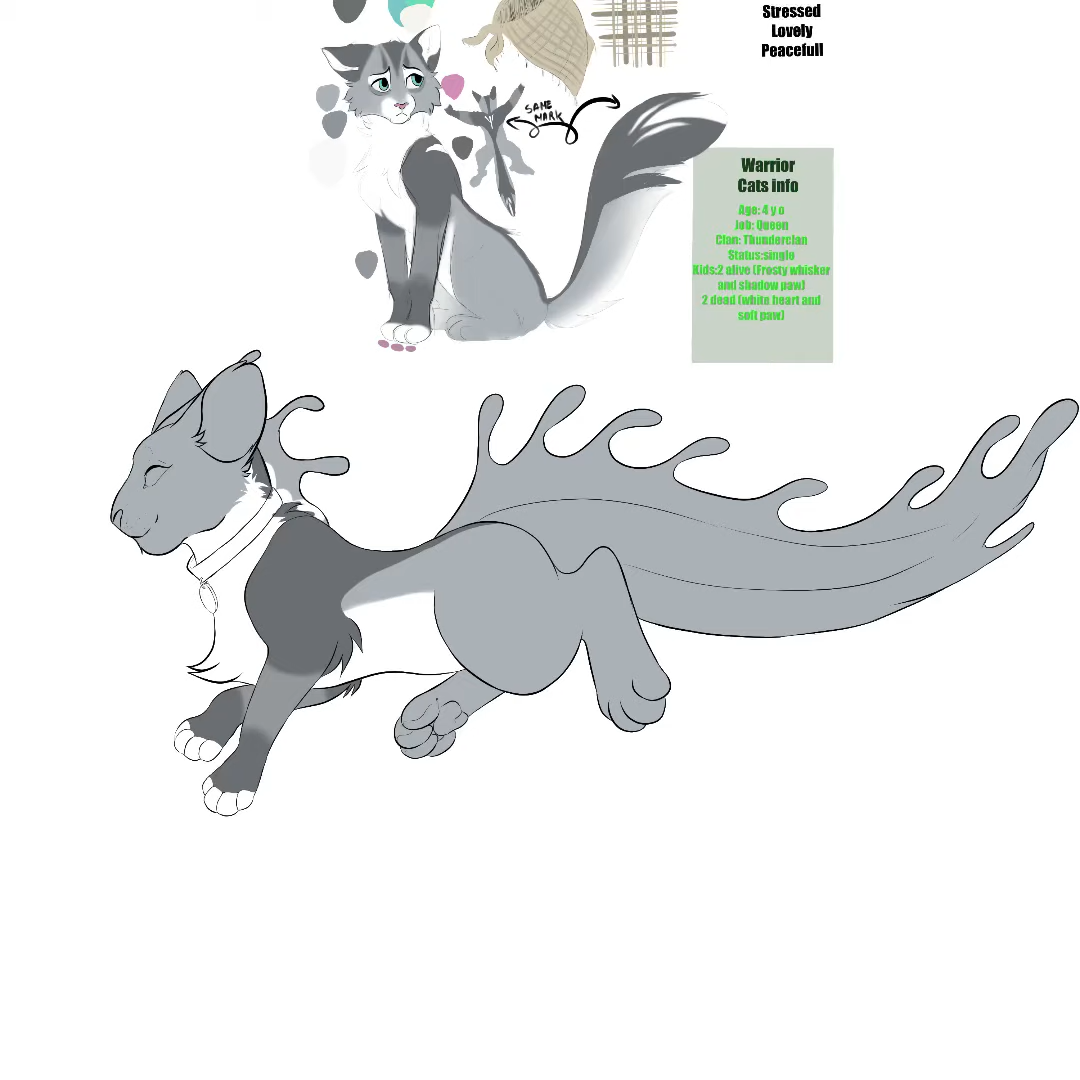 Stressed
Lovely
Peacefull
SAME
MARK
Warrior
Cats info
Age: 4 y o
Job: Queen
Clan: Thunderclan
Status:single
Kids:2 alive (Frosty whisker
and shadow paw)
2 dead (white heart and
soft paw)